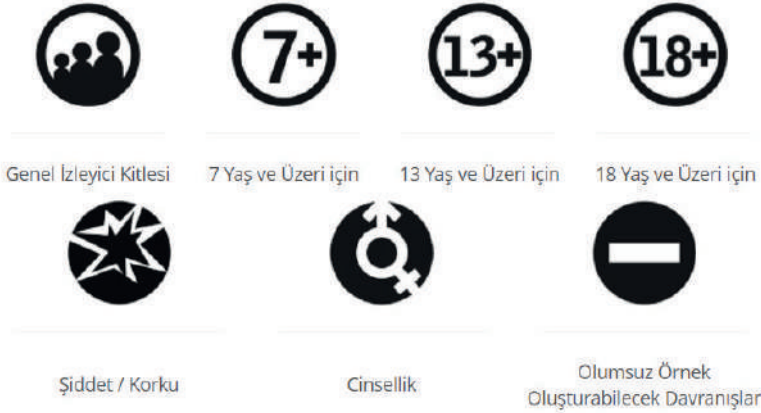 7+
13+
18+
Genel İzleyici Kitlesi
7 Yaş ve Üzeri için
13 Yaş ve Üzeri için
18 Yaş ve Üzeri için
Şiddet / Korku
Cinsellik
Olumsuz Örnek
Oluşturabilecek Davranışlar